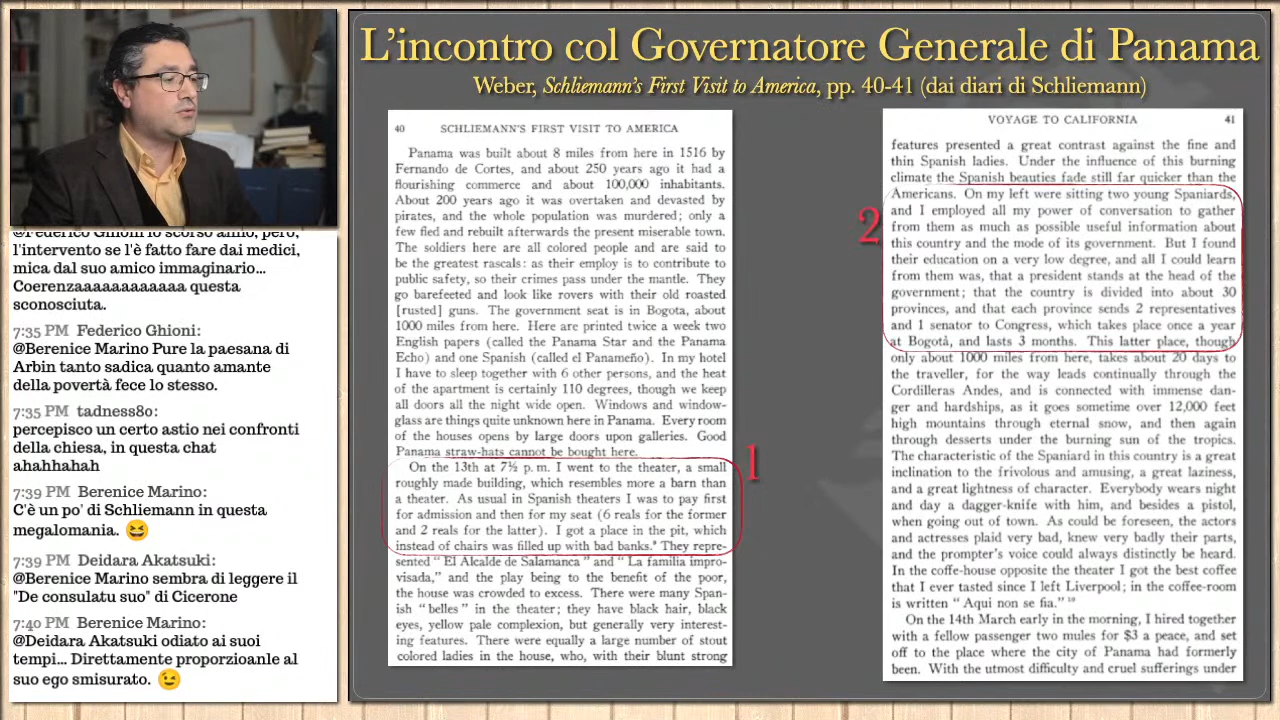 L'incontro col Governatore Generale di Panama
Weber, Schliemann's First Visit to America, pp. 40-41 (dai diari di Schliemann)
@Federico Ghioni lo scorso anno, però,
l'intervento se l'è fatto fare dai medici,
mica dal suo amico immaginario...
Coerenzaaaaaaaaaaaa questa
sconosciuta.
7:35 PM Federico Ghioni:
@Berenice Marino Pure la paesana di
Arbin tanto sadica quanto amante
della povertà fece lo stesso.
7:35 PM tadness80:
percepisco un certo astio nei confronti
della chiesa, in questa chat
ahahhahah
7:39 PM Berenice Marino:
C'è un po' di Schliemann in questa
megalomania. 😆
7:39 PM Deidara Akatsuki:
@Berenice Marino sembra di leggere il
"De consulatu suo" di Cicerone
7:40 PM Berenice Marino:
@Deidara Akatsuki odiato ai suoi
tempi... Direttamente proporzioanle al
suo ego smisurato. 😉
40 SCHLIEMANN'S FIRST VISIT TO AMERICA
Panama was built about 8 miles from here in 1516 by
Fernando de Cortes, and about 250 years ago it had a
flourishing commerce and about 100,000 inhabitants.
About 200 years ago it was overtaken and devasted by
pirates, and the whole population was murdered; only a
few fled and rebuilt afterwards the present miserable town.
The soldiers here are all colored people and are said to
be the greatest rascals: as their employ is to contribute to
public safety, so their crimes pass under the mantle. They
go barefeeted and look like rovers with their old roasted
[rusted] guns. The government seat is in Bogota, about
1000 miles from here. Here are printed twice a week two
English papers (called the Panama Star and the Panama
Echo) and one Spanish (called el Panameño). In my hotel
I have to sleep together with 6 other persons, and the heat
of the apartment is certainly 110 degrees, though we keep
all doors all the night wide open. Windows and window-
glass are things quite unknown here in Panama. Every room
of the houses opens by large doors upon galleries. Good
Panama straw-hats cannot be bought here.
On the 13th at 7½ p. m. I went to the theater, a small
roughly made building, which resembles more a barn than
a theater. As usual in Spanish theaters I was to pay first
for admission and then for my seat (6 reals for the former
and 2 reals for the latter). I got a place in the pit, which
instead of chairs was filled up with bad banks.⁹ They repre-
sented " El Alcalde de Salamanca " and " La familia impro-
visada," and the play being to the benefit of the poor,
the house was crowded to excess. There were many Span-
ish " belles " in the theater; they have black hair, black
eyes, yellow pale complexion, but generally very interest-
ing features. There were equally a large number of stout
colored ladies in the house, who, with their blunt strong
1
VOYAGE TO CALIFORNIA 41
features presented a great contrast against the fine and
thin Spanish ladies. Under the influence of this burning
climate the Spanish beauties fade still far quicker than the
Americans. On my left were sitting two young Spaniards,
and I employed all my power of conversation to gather
from them as much as possible useful information about
this country and the mode of its government. But I found
their education on a very low degree, and all I could learn
from them was, that a president stands at the head of the
government; that the country is divided into about 30
provinces, and that each province sends 2 representatives
and 1 senator to Congress, which takes place once a year
at Bogotà, and lasts 3 months. This latter place, though
only about 1000 miles from here, takes about 20 days to
the traveller, for the way leads continually through the
Cordilleras Andes, and is connected with immense dan-
ger and hardships, as it goes sometime over 12,000 feet
high mountains through eternal snow, and then again
through desserts under the burning sun of the tropics.
The characteristic of the Spaniard in this country is a great
inclination to the frivolous and amusing, a great laziness,
and a great lightness of character. Everybody wears night
and day a dagger-knife with him, and besides a pistol,
when going out of town. As could be foreseen, the actors
and actresses plaid very bad, knew very badly their parts,
and the prompter's voice could always distinctly be heard.
In the coffe-house opposite the theater I got the best coffee
that I ever tasted since I left Liverpool; in the coffee-room
is written " Aqui non se fia." ¹⁰
On the 14th March early in the morning, I hired together
with a fellow passenger two mules for $3 a peace, and set
off to the place where the city of Panama had formerly
been. With the utmost difficulty and cruel sufferings under
2